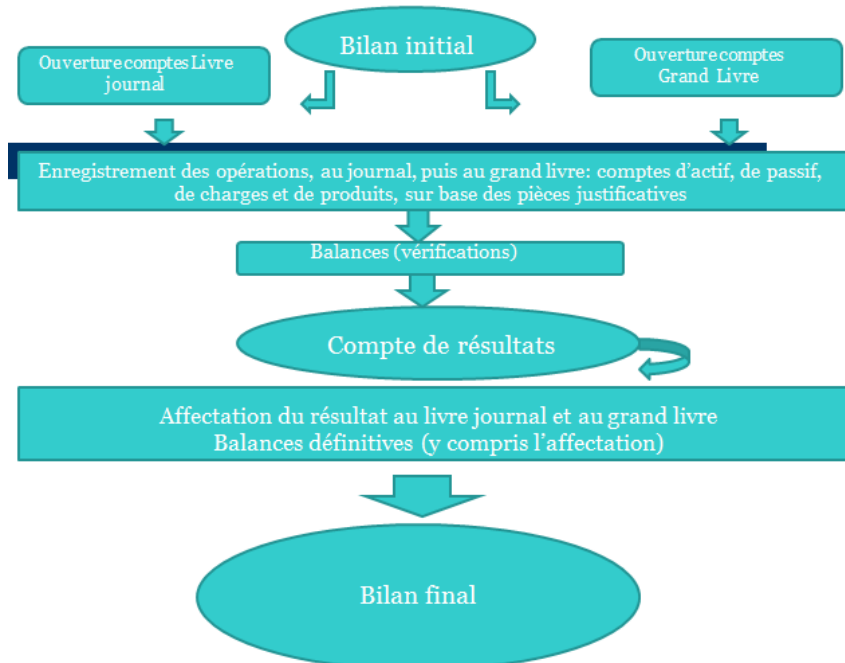 Bilan initial
Ouverture comptes Livre
journal
Ouverture comptes
Grand Livre
Enregistrement des opérations, au journal, puis au grand livre: comptes d’actif, de passif,
de charges et de produits, sur base des pièces justificatives
Balances (vérifications)
Compte de résultats
Affectation du résultat au livre journal et au grand livre
Balances définitives (y compris l’affectation)
Bilan final